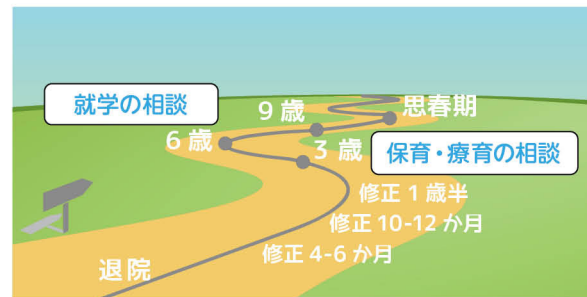 就学の相談
思春期
9 歳
6 歳
3 歳
保育・療育の相談
修正 1 歳半
修正 10-12 か月
修正 4-6 か月
退院